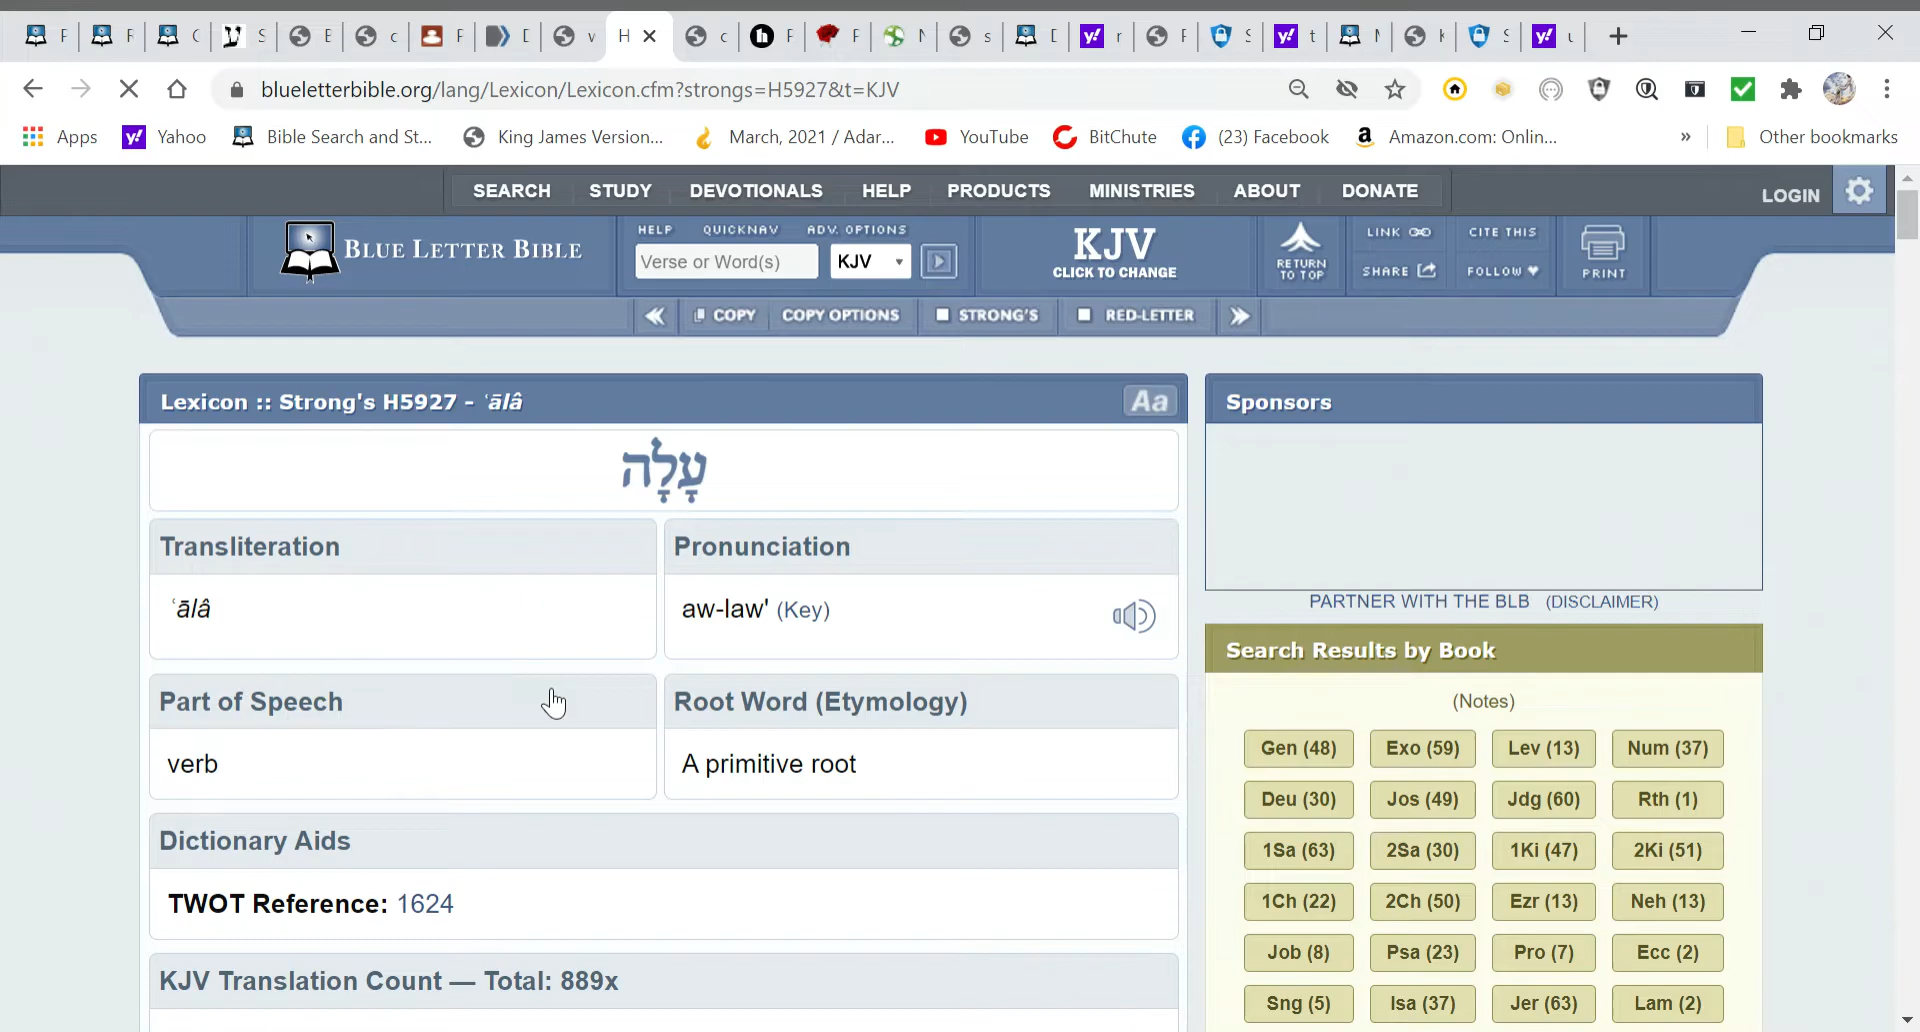 blueletterbible.org/lang/Lexicon/Lexicon.cfm?strongs=H5927&t=KJV
Apps Yahoo Bible Search and St... King James Version... March, 2021 / Adar... YouTube BitChute (23) Facebook Amazon.com: Onlin... » Other bookmarks
SEARCH STUDY DEVOTIONALS HELP PRODUCTS MINISTRIES ABOUT DONATE LOGIN
HELP QUICKNAV ADV. OPTIONS
BLUE LETTER BIBLE
Verse or Word(s) KJV
KJV
CLICK TO CHANGE
RETURN
TO TOP
LINK CITE THIS
SHARE FOLLOW
PRINT
COPY COPY OPTIONS STRONG'S RED-LETTER
Lexicon :: Strong's H5927 - ʿālâ Aa
עָלָה
Transliteration
ʿālâ
Pronunciation
aw-law' (Key)
Part of Speech
verb
Root Word (Etymology)
A primitive root
Dictionary Aids
TWOT Reference: 1624
KJV Translation Count — Total: 889x
Sponsors
PARTNER WITH THE BLB (DISCLAIMER)
Search Results by Book
(Notes)
Gen (48) Exo (59) Lev (13) Num (37)
Deu (30) Jos (49) Jdg (60) Rth (1)
1Sa (63) 2Sa (30) 1Ki (47) 2Ki (51)
1Ch (22) 2Ch (50) Ezr (13) Neh (13)
Job (8) Psa (23) Pro (7) Ecc (2)
Sng (5) Isa (37) Jer (63) Lam (2)